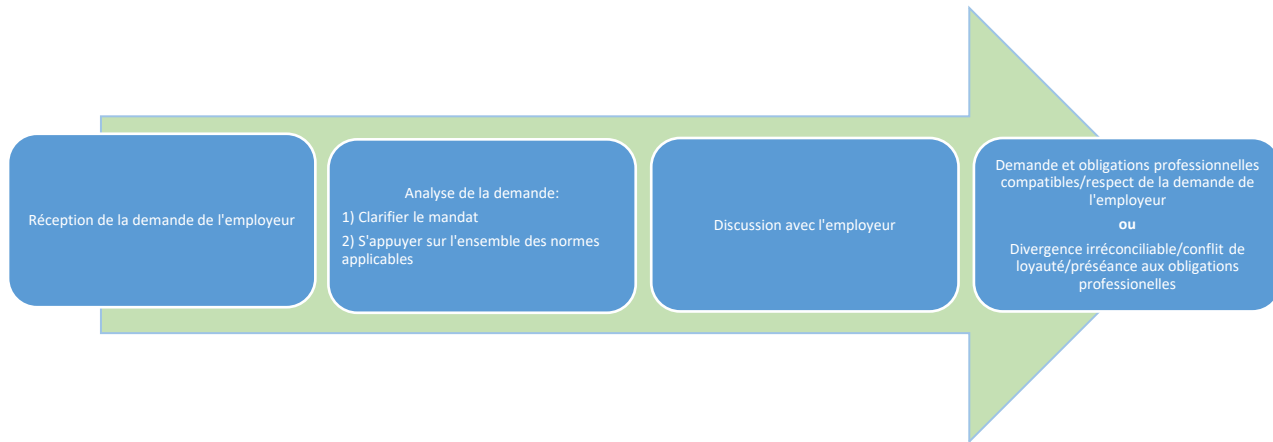 Réception de la demande de l'employeur
Analyse de la demande:
1) Clarifier le mandat
2) S'appuyer sur l'ensemble des normes
applicables
Discussion avec l'employeur
Demande et obligations professionnelles
compatibles/respect de la demande de
l'employeur
ou
Divergence irréconciliable/conflit de
loyauté/préséance aux obligations
professionelles